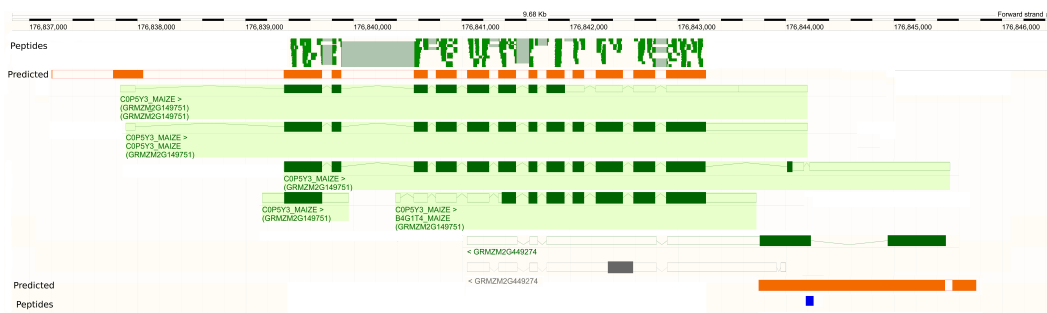 9.68 Kb Forward strand
176,837,000 176,838,000 176,839,000 176,840,000 176,841,000 176,842,000 176,843,000 176,844,000 176,845,000 176,846,000
Peptides
Predicted
C0P5Y3_MAIZE >
(GRMZM2G149751)
(GRMZM2G149751)
C0P5Y3_MAIZE >
C0P5Y3_MAIZE
(GRMZM2G149751)
C0P5Y3_MAIZE >
(GRMZM2G149751)
C0P5Y3_MAIZE > C0P5Y3_MAIZE >
(GRMZM2G149751) B4G1T4_MAIZE
(GRMZM2G149751)
< GRMZM2G449274
< GRMZM2G449274
Predicted
Peptides